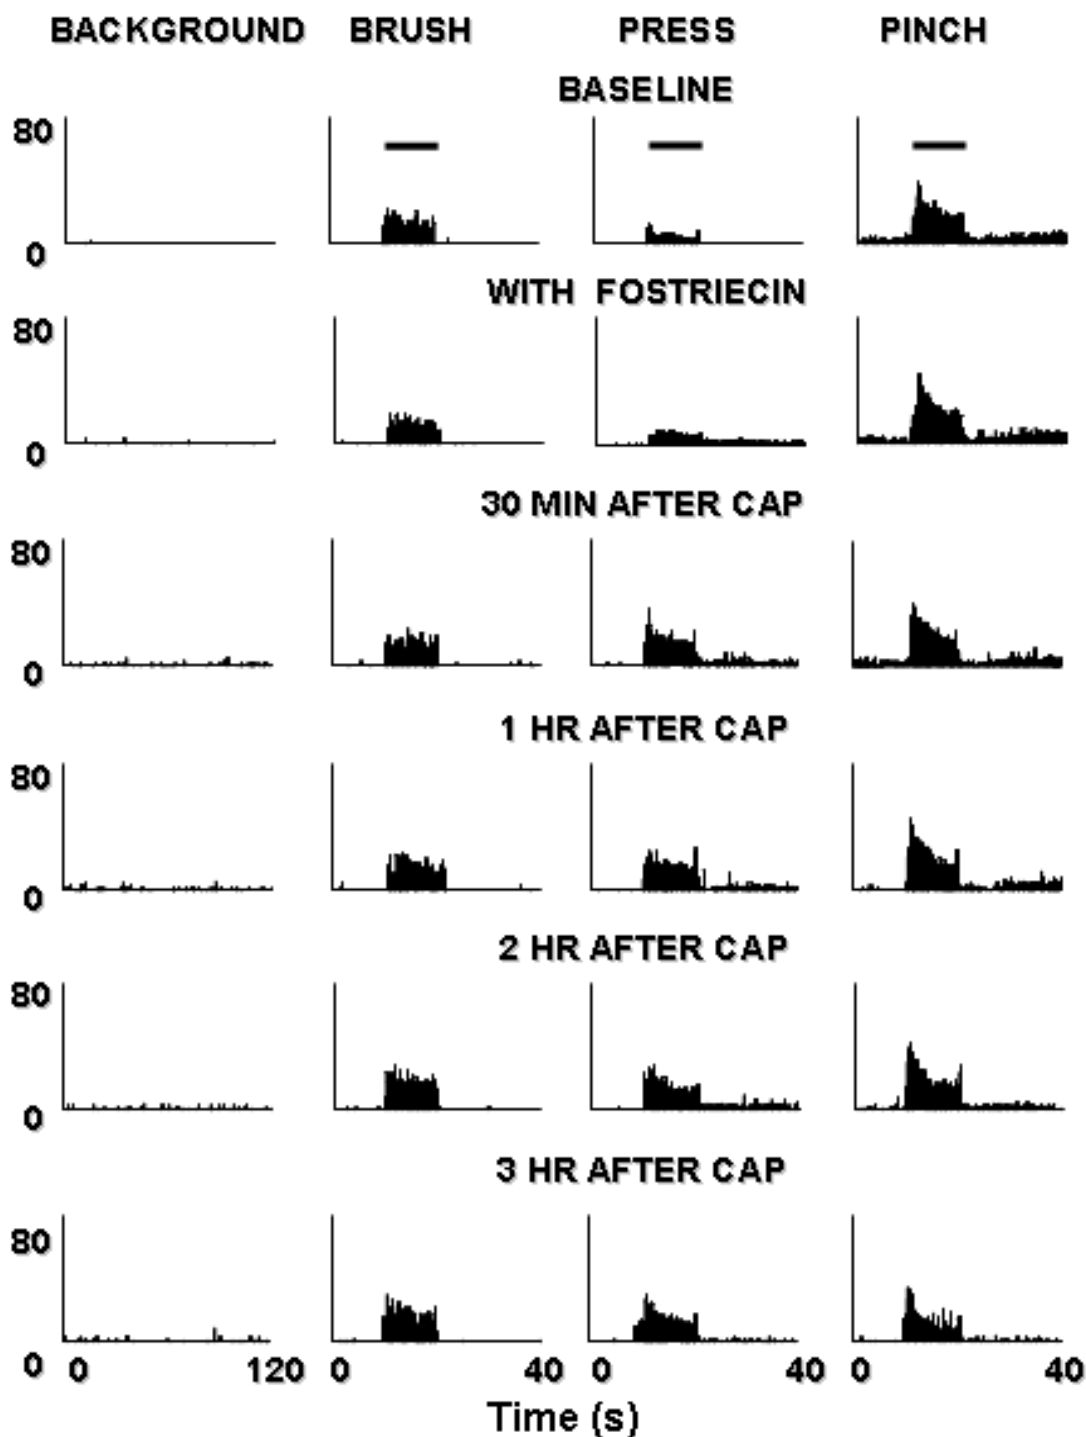 BACKGROUND BRUSH PRESS PINCH
BASELINE
80
0
WITH FOSTRIECIN
80
0
30 MIN AFTER CAP
80
0
1 HR AFTER CAP
80
0
2 HR AFTER CAP
80
0
3 HR AFTER CAP
80
0
0 120 0 40 0 40 0 40
Time (s)